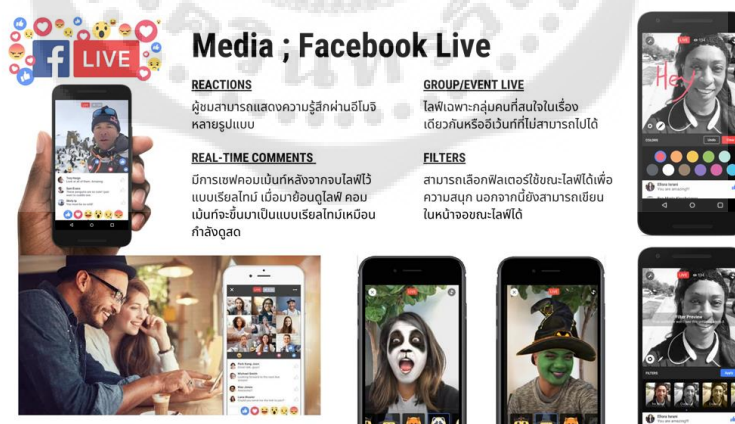 LIVE
Media ; Facebook Live
REACTIONS
ผู้ชมสามารถแสดงความรู้สึกผ่านอีโมจิ
หลายรูปแบบ
REAL-TIME COMMENTS
มีการเซฟคอมเม้นท์หลังจากจบไลฟ์ไว้
แบบเรียลไทม์ เมื่อมาย้อนดูไลฟ์ คอม
เม้นท์จะขึ้นมาเป็นแบบเรียลไทม์เหมือน
กำลังดูสด
GROUP/EVENT LIVE
ไลฟ์เฉพาะกลุ่มคนที่สนใจในเรื่อง
เดียวกันหรืออีเว้นท์ที่ไม่สามารถไปได้
FILTERS
สามารถเลือกฟิลเตอร์ใช้ขณะไลฟ์ได้เพื่อ
ความสนุก นอกจากนี้ยังสามารถเขียน
ในหน้าจอขณะไลฟ์ได้
Hey
COLORS
Filter Preview
FILTERS